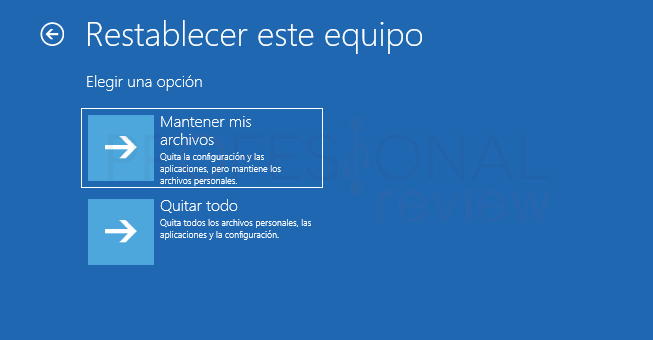 Restablecer este equipo
Elegir una opción
Mantener mis
archivos
Quita la configuración y las
aplicaciones, pero mantiene los
archivos personales.
Quitar todo
Quita todos los archivos personales, las
aplicaciones y la configuración.
PROFESIONAL
review